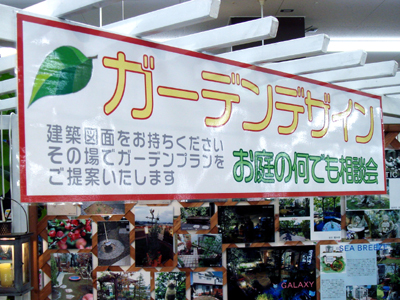 ガーデンデザイン
建築図面をお持ちください
その場でガーデンプランを
ご提案いたします
お庭の何でも相談会
SEA BREEZE
GALAXY